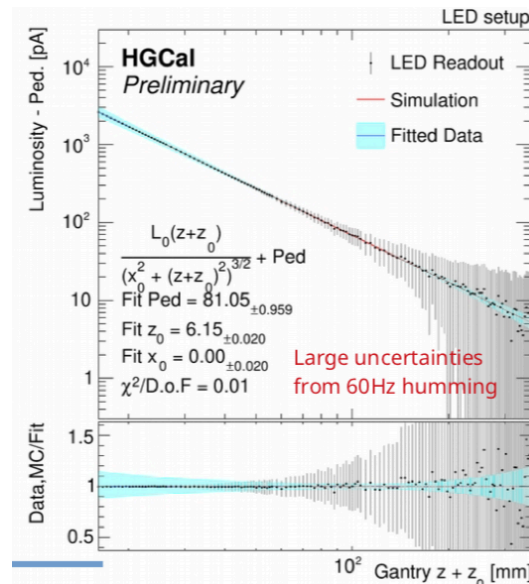 LED setup
Luminosity - Ped. [pA]
HGCal
Preliminary
LED Readout
Simulation
Fitted Data
10⁴
10³
10²
10
1
L₀(z+z₀)
(x₀² + (z+z₀)²)^3/2 + Ped
Fit Ped = 81.05±0.959
Fit z₀ = 6.15±0.020
Fit x₀ = 0.00±0.020
χ²/D.o.F = 0.01
Large uncertainties
from 60Hz humming
Data,MC/Fit
1.5
1
0.5
10²
Gantry z + z₀ [mm]